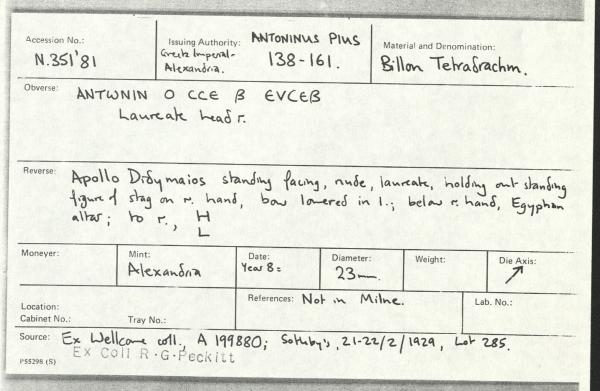 Accession No.:
N.351'81
Issuing Authority: ANTONINUS PIUS
Greek Imperial-
Alexandria. 138-161.
Material and Denomination:
Billon Tetradrachm.
Obverse: ANTWNIN O CCE B EVCEB
Laureate head r.
Reverse: Apollo Didymaios standing facing, nude, laureate, holding out standing
figure of stag on r. hand, bow lowered in l.; below r. hand, Egyptian
altar; to r., H
L
Moneyer:
Mint:
Alexandria
Date:
Year 8 =
Diameter:
23mm.
Weight:
Die Axis:
↗
Location:
Cabinet No.: Tray No.:
References: Not in Milne.
Lab. No.:
Source: Ex Wellcome coll., A 199880; Sotheby's, 21-22/2/1929, Lot 285.
Ex Coll R.G.Peckitt
P55298 (S)